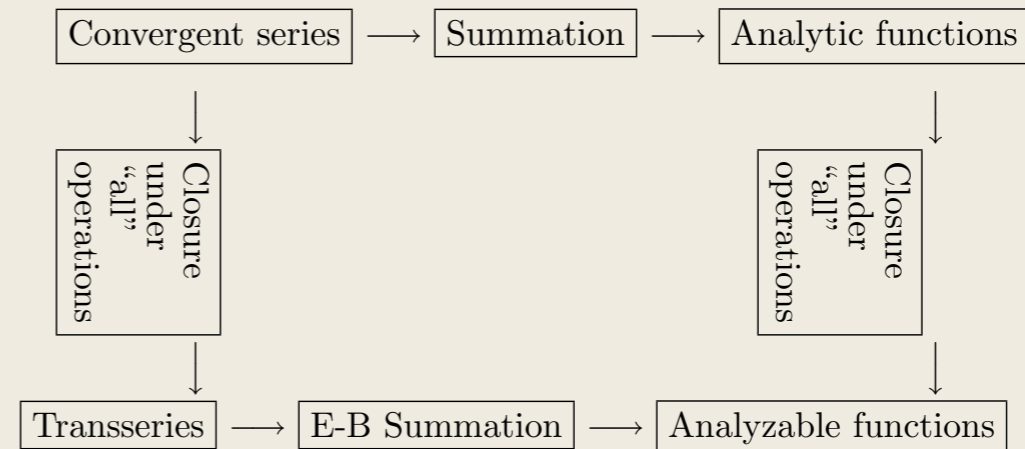 Convergent series ⟶ Summation ⟶ Analytic functions
Closure
under
“all”
operations
Closure
under
“all”
operations
Transseries ⟶ E-B Summation ⟶ Analyzable functions